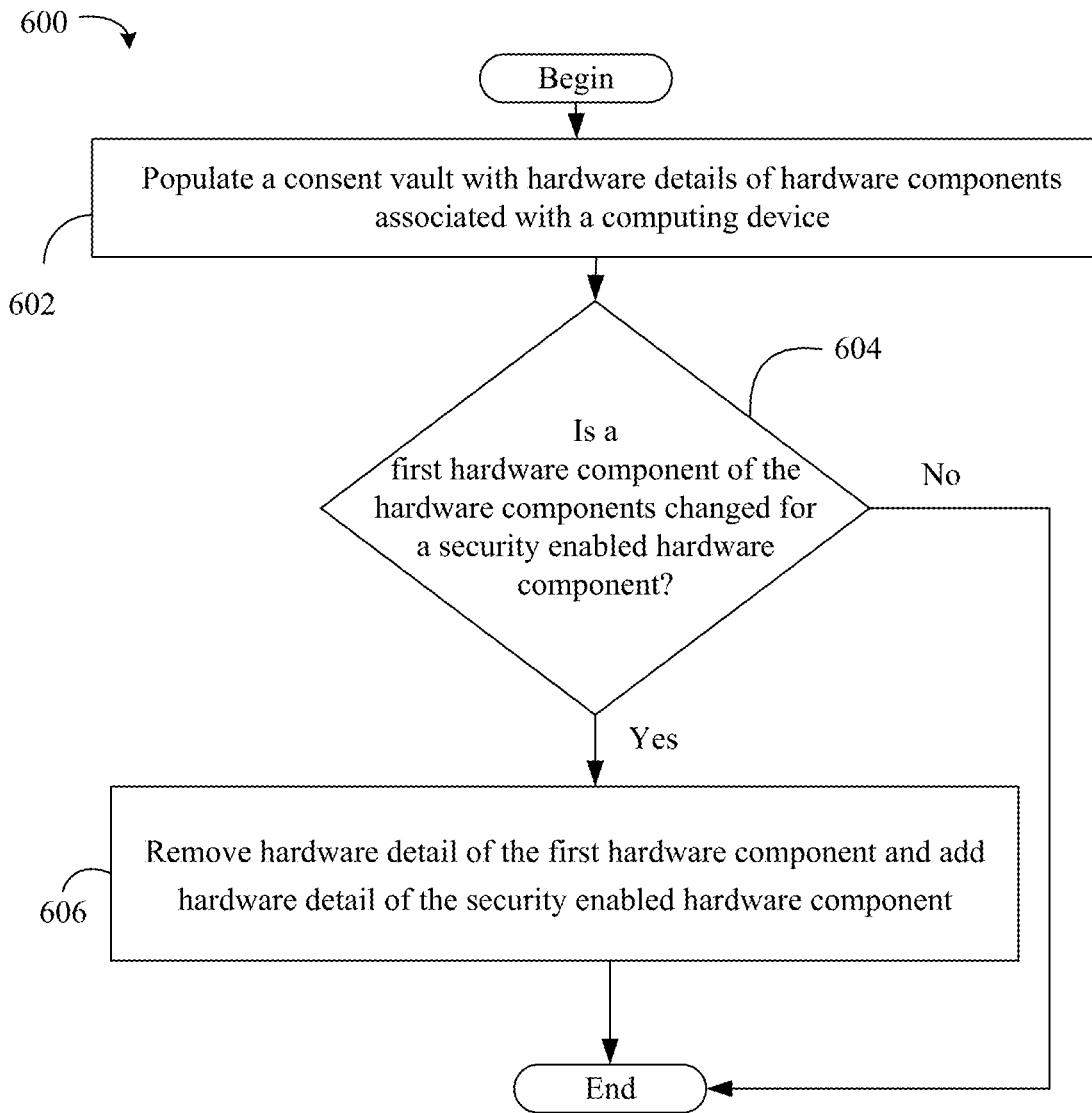 600
Begin
Populate a consent vault with hardware details of hardware components
associated with a computing device
602
604
Is a
first hardware component of the
hardware components changed for
a security enabled hardware
component?
No
Yes
Remove hardware detail of the first hardware component and add
hardware detail of the security enabled hardware component
606
End